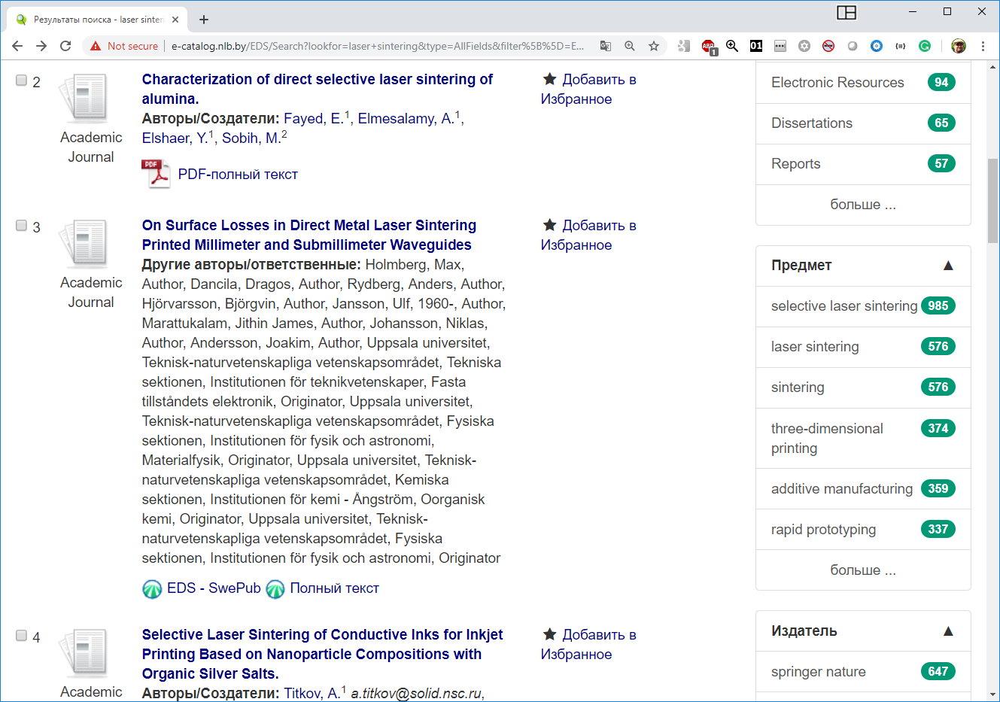 Результаты поиска - laser sinteri
Not secure
e-catalog.nlb.by/EDS/Search?lookfor=laser+sintering&type=AllFields&filter%5B%5D=E...
ABP
1
01
2
Academic
Journal
Characterization of direct selective laser sintering of
alumina.
Авторы/Создатели: Fayed, E.1, Elmesalamy, A.1,
Elshaer, Y.1, Sobih, M.2
PDF
PDF-полный текст
Добавить в
Избранное
3
Academic
Journal
On Surface Losses in Direct Metal Laser Sintering
Printed Millimeter and Submillimeter Waveguides
Другие авторы/ответственные: Holmberg, Max,
Author, Dancila, Dragos, Author, Rydberg, Anders, Author,
Hjörvarsson, Björgvin, Author, Jansson, Ulf, 1960-, Author,
Marattukalam, Jithin James, Author, Johansson, Niklas,
Author, Andersson, Joakim, Author, Uppsala universitet,
Teknisk-naturvetenskapliga vetenskapsområdet, Tekniska
sektionen, Institutionen för teknikvetenskaper, Fasta
tillståndets elektronik, Originator, Uppsala universitet,
Teknisk-naturvetenskapliga vetenskapsområdet, Fysiska
sektionen, Institutionen för fysik och astronomi,
Materialfysik, Originator, Uppsala universitet, Teknisk-
naturvetenskapliga vetenskapsområdet, Kemiska
sektionen, Institutionen för kemi - Ångström, Oorganisk
kemi, Originator, Uppsala universitet, Teknisk-
naturvetenskapliga vetenskapsområdet, Fysiska
sektionen, Institutionen för fysik och astronomi, Originator
EDS - SwePub Полный текст
Добавить в
Избранное
4
Academic
Selective Laser Sintering of Conductive Inks for Inkjet
Printing Based on Nanoparticle Compositions with
Organic Silver Salts.
Авторы/Создатели: Titkov, A.1 a.titkov@solid.nsc.ru,
Добавить в
Избранное
Electronic Resources 94
Dissertations 65
Reports 57
больше ...
Предмет ▲
selective laser sintering 985
laser sintering 576
sintering 576
three-dimensional
printing 374
additive manufacturing 359
rapid prototyping 337
больше ...
Издатель ▲
springer nature 647